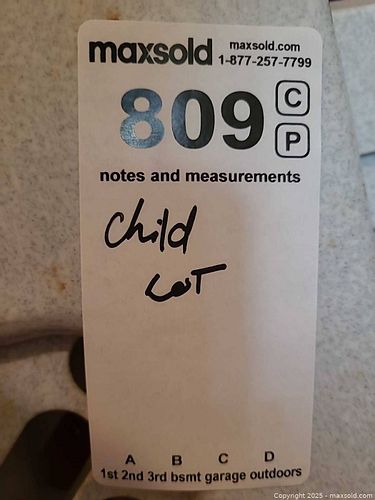 maxsold maxsold.com
1-877-257-7799
809 C
P
notes and measurements
Child
Lot
A B C D
1st 2nd 3rd bsmt garage outdoors
Copyright 2025 - maxsold.com